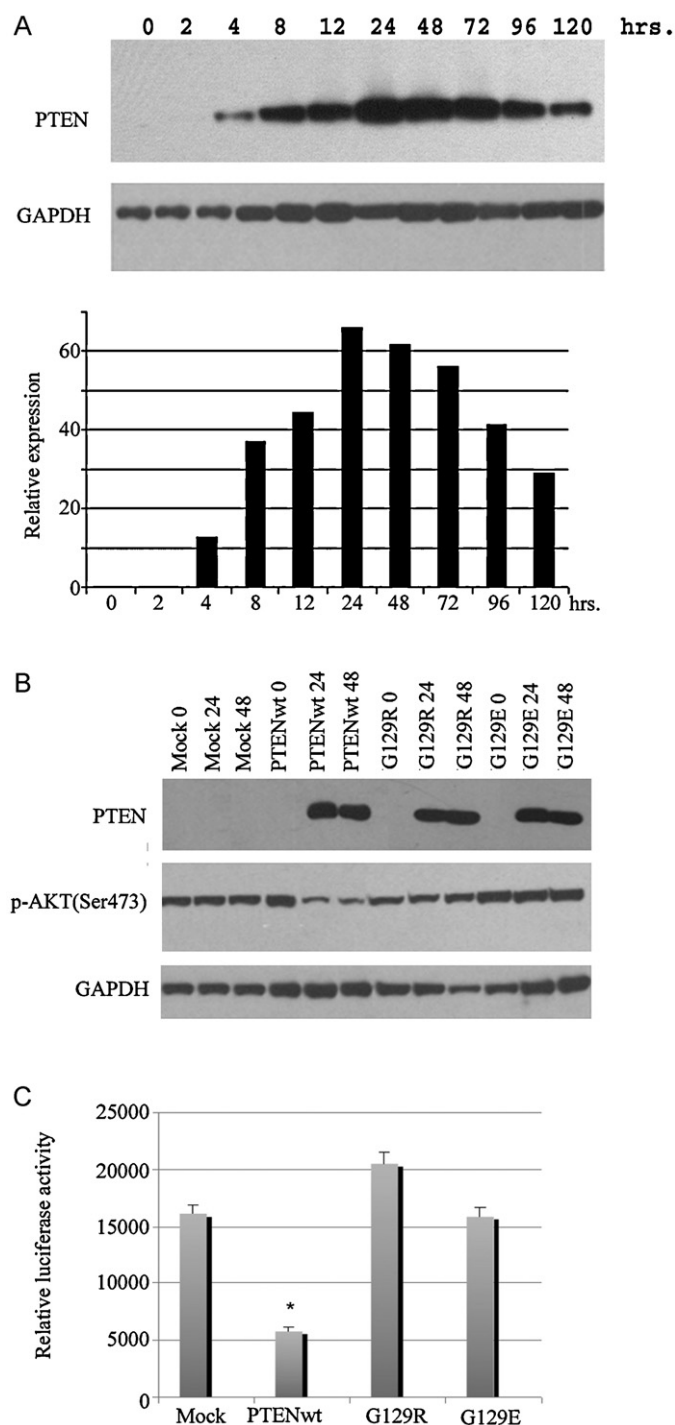 A
0 2 4 8 12 24 48 72 96 120 hrs.
PTEN
GAPDH
Relative expression
60
40
20
0
0 2 4 8 12 24 48 72 96 120 hrs.
B
Mock 0
Mock 24
Mock 48
PTENwt 0
PTENwt 24
PTENwt 48
G129R 0
G129R 24
G129R 48
G129E 0
G129E 24
G129E 48
PTEN
p-AKT(Ser473)
GAPDH
C
Relative luciferase activity
25000
20000
15000
10000
5000
0
*
Mock PTENwt G129R G129E